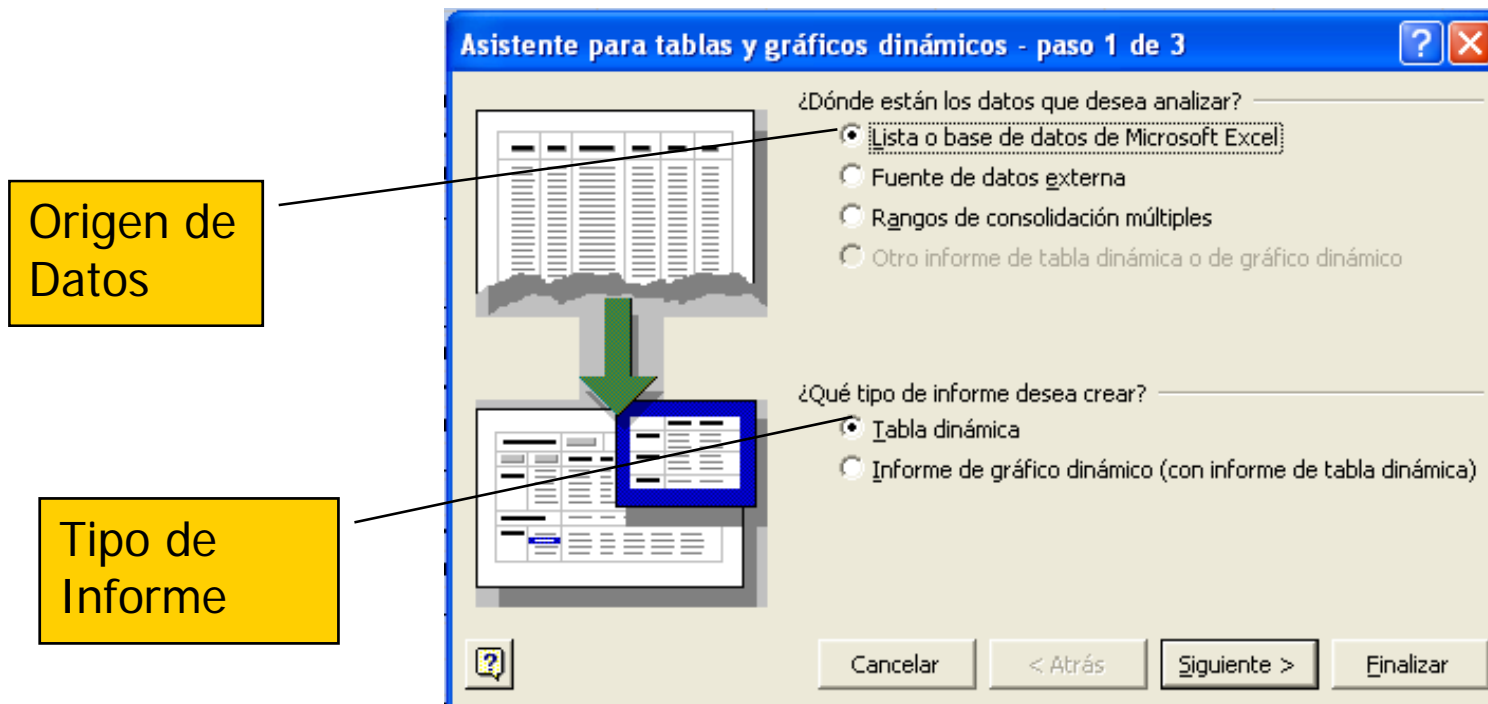 Asistente para tablas y gráficos dinámicos - paso 1 de 3
¿Dónde están los datos que desea analizar?
Lista o base de datos de Microsoft Excel
Fuente de datos externa
Rangos de consolidación múltiples
Otro informe de tabla dinámica o de gráfico dinámico
Origen de
Datos
¿Qué tipo de informe desea crear?
Tabla dinámica
Informe de gráfico dinámico (con informe de tabla dinámica)
Tipo de
Informe
Cancelar
< Atrás
Siguiente >
Finalizar